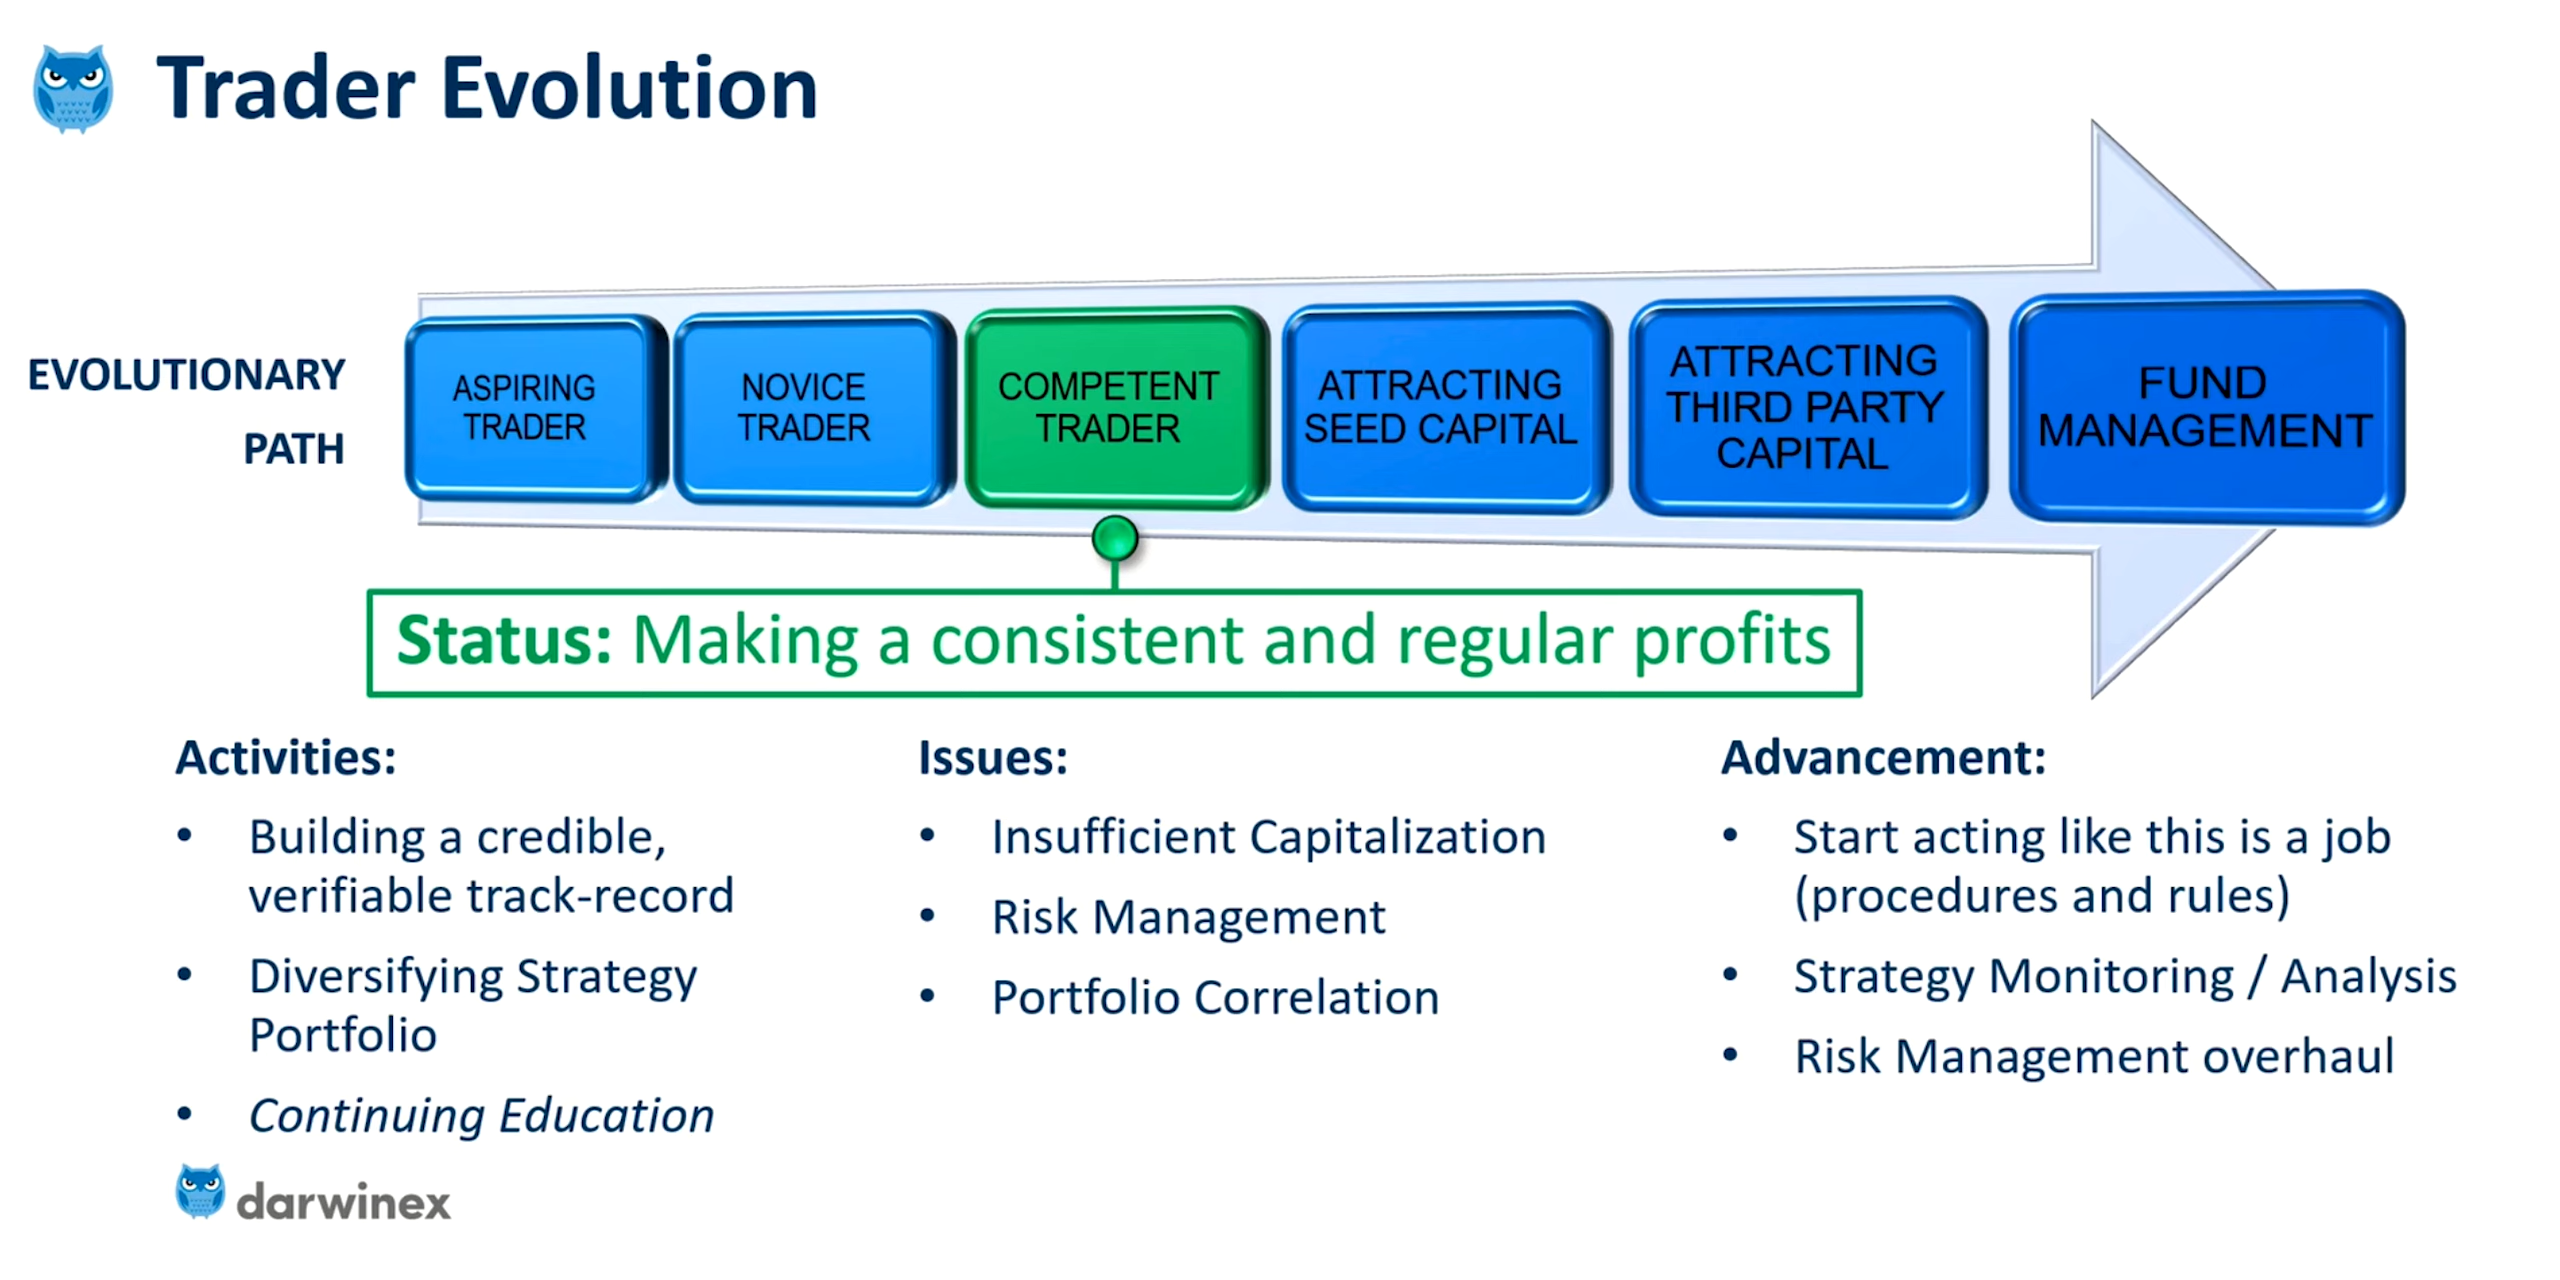 Trader Evolution
EVOLUTIONARY
PATH
ASPIRING
TRADER
NOVICE
TRADER
COMPETENT
TRADER
ATTRACTING
SEED CAPITAL
ATTRACTING
THIRD PARTY
CAPITAL
FUND
MANAGEMENT
Status: Making a consistent and regular profits
Activities:
• Building a credible,
verifiable track-record
• Diversifying Strategy
Portfolio
• Continuing Education
Issues:
• Insufficient Capitalization
• Risk Management
• Portfolio Correlation
Advancement:
• Start acting like this is a job
(procedures and rules)
• Strategy Monitoring / Analysis
• Risk Management overhaul
darwinex